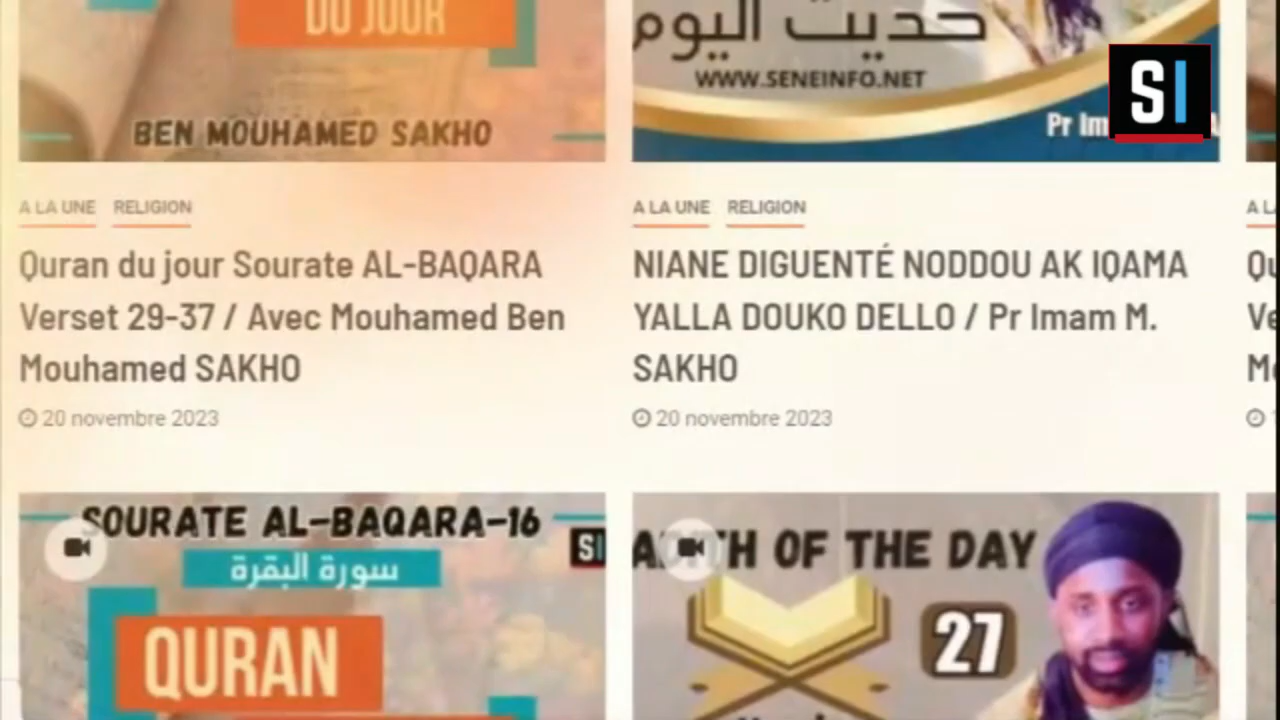 DU JOUR
BEN MOUHAMED SAKHO
حديث اليوم
WWW.SENEINFO.NET
Pr
SI
A LA UNE RELIGION
Quran du jour Sourate AL-BAQARA
Verset 29-37 / Avec Mouhamed Ben
Mouhamed SAKHO
20 novembre 2023
A LA UNE RELIGION
NIANE DIGUENTÉ NODDOU AK IQAMA
YALLA DOUKO DELLO / Pr Imam M.
SAKHO
20 novembre 2023
SOURATE AL-BAQARA-16
سورة البقرة
SI
QURAN
OF THE DAY
27